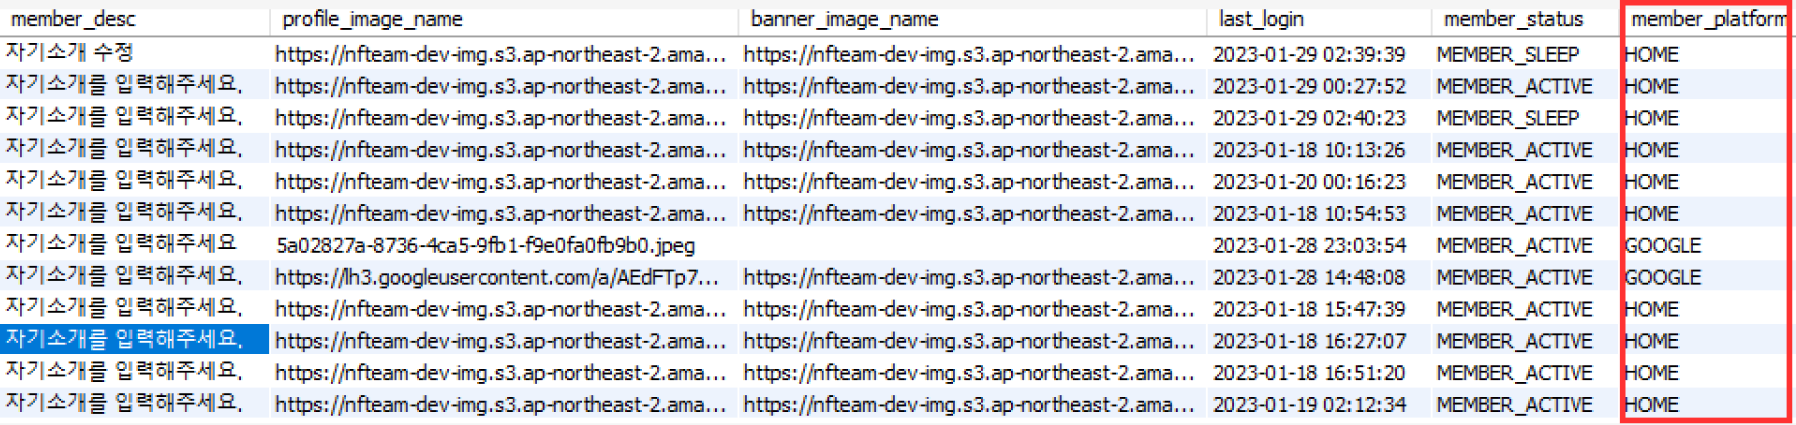 member_desc profile_image_name banner_image_name last_login member_status member_platform
자기소개 수정 https://nfteam-dev-img.s3.ap-northeast-2.ama... https://nfteam-dev-img.s3.ap-northeast-2.ama... 2023-01-29 02:39:39 MEMBER_SLEEP HOME
자기소개를 입력해주세요. https://nfteam-dev-img.s3.ap-northeast-2.ama... https://nfteam-dev-img.s3.ap-northeast-2.ama... 2023-01-29 00:27:52 MEMBER_ACTIVE HOME
자기소개를 입력해주세요. https://nfteam-dev-img.s3.ap-northeast-2.ama... https://nfteam-dev-img.s3.ap-northeast-2.ama... 2023-01-29 02:40:23 MEMBER_SLEEP HOME
자기소개를 입력해주세요. https://nfteam-dev-img.s3.ap-northeast-2.ama... https://nfteam-dev-img.s3.ap-northeast-2.ama... 2023-01-18 10:13:26 MEMBER_ACTIVE HOME
자기소개를 입력해주세요. https://nfteam-dev-img.s3.ap-northeast-2.ama... https://nfteam-dev-img.s3.ap-northeast-2.ama... 2023-01-20 00:16:23 MEMBER_ACTIVE HOME
자기소개를 입력해주세요. https://nfteam-dev-img.s3.ap-northeast-2.ama... https://nfteam-dev-img.s3.ap-northeast-2.ama... 2023-01-18 10:54:53 MEMBER_ACTIVE HOME
자기소개를 입력해주세요 5a02827a-8736-4ca5-9fb1-f9e0fa0fb9b0.jpeg 2023-01-28 23:03:54 MEMBER_ACTIVE GOOGLE
자기소개를 입력해주세요. https://lh3.googleusercontent.com/a/AEdFTp7... https://nfteam-dev-img.s3.ap-northeast-2.ama... 2023-01-28 14:48:08 MEMBER_ACTIVE GOOGLE
자기소개를 입력해주세요. https://nfteam-dev-img.s3.ap-northeast-2.ama... https://nfteam-dev-img.s3.ap-northeast-2.ama... 2023-01-18 15:47:39 MEMBER_ACTIVE HOME
자기소개를 입력해주세요. https://nfteam-dev-img.s3.ap-northeast-2.ama... https://nfteam-dev-img.s3.ap-northeast-2.ama... 2023-01-18 16:27:07 MEMBER_ACTIVE HOME
자기소개를 입력해주세요. https://nfteam-dev-img.s3.ap-northeast-2.ama... https://nfteam-dev-img.s3.ap-northeast-2.ama... 2023-01-18 16:51:20 MEMBER_ACTIVE HOME
자기소개를 입력해주세요. https://nfteam-dev-img.s3.ap-northeast-2.ama... https://nfteam-dev-img.s3.ap-northeast-2.ama... 2023-01-19 02:12:34 MEMBER_ACTIVE HOME